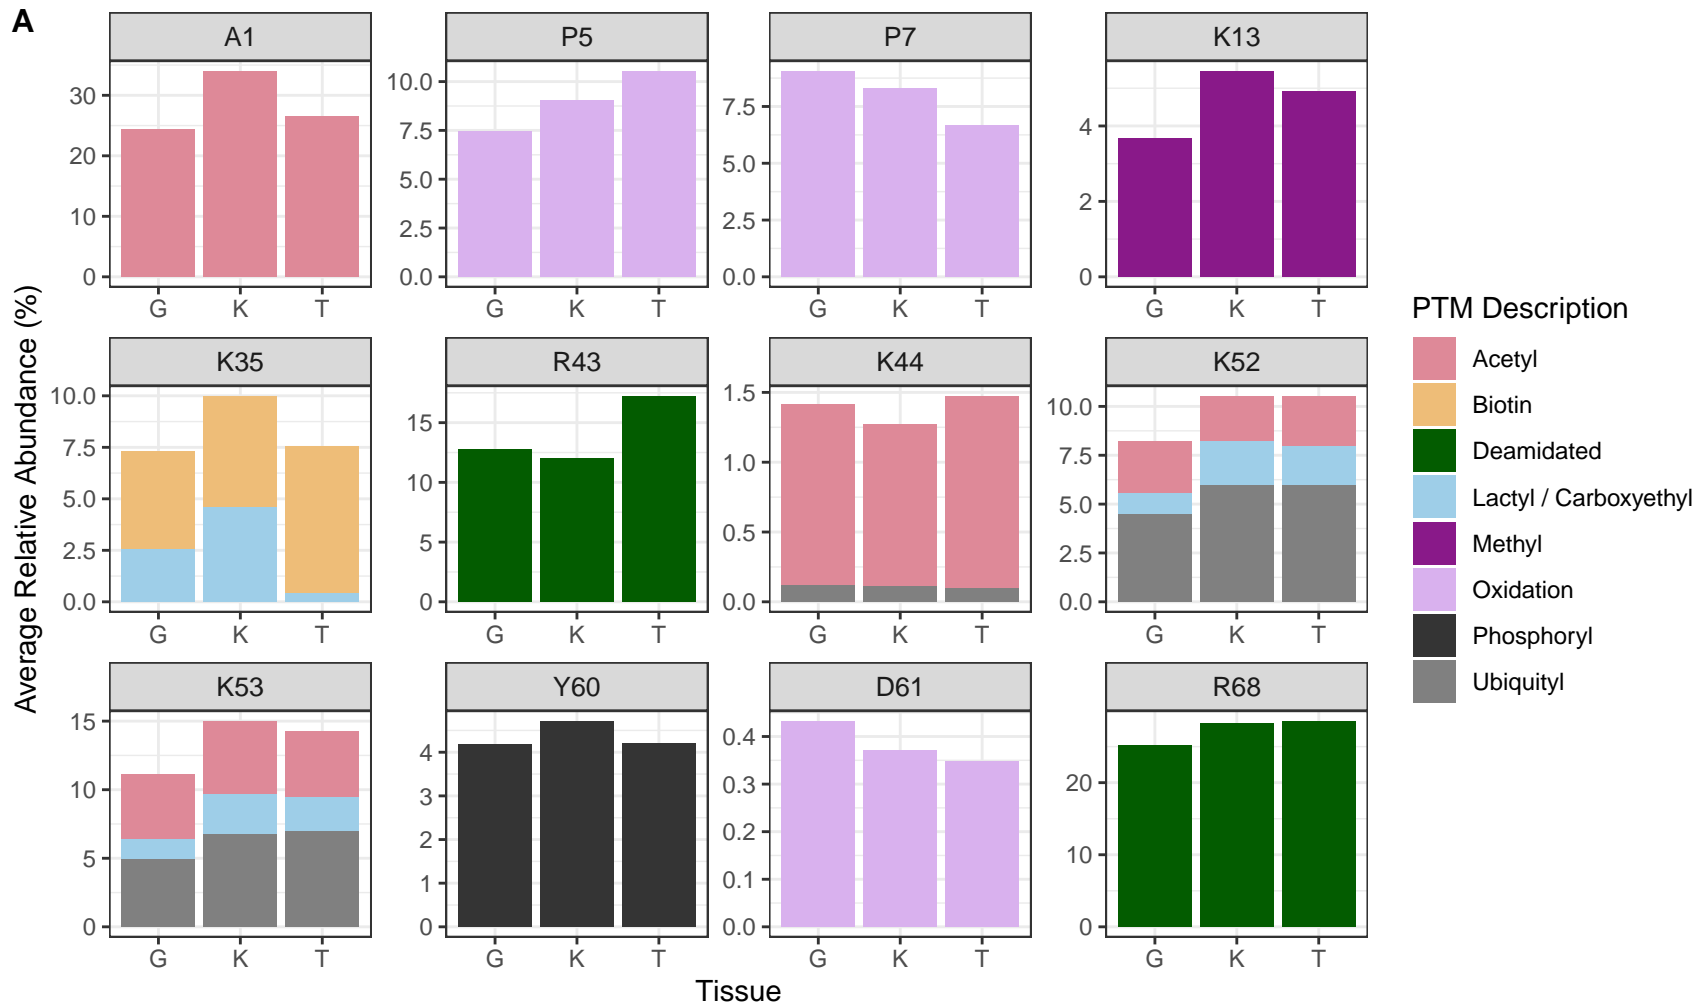 A
A1
P5
P7
K13
0
10
20
30
0.0
2.5
5.0
7.5
10.0
0.0
2.5
5.0
7.5
0
2
4
G K T
G K T
G K T
G K T
K35
R43
K44
K52
0.0
2.5
5.0
7.5
10.0
0
5
10
15
0.0
0.5
1.0
1.5
0.0
2.5
5.0
7.5
10.0
G K T
G K T
G K T
G K T
K53
Y60
D61
R68
0
5
10
15
0
1
2
3
4
0.0
0.1
0.2
0.3
0.4
0
10
20
G K T
G K T
G K T
G K T
Average Relative Abundance (%)
Tissue
PTM Description
Acetyl
Biotin
Deamidated
Lactyl / Carboxyethyl
Methyl
Oxidation
Phosphoryl
Ubiquityl